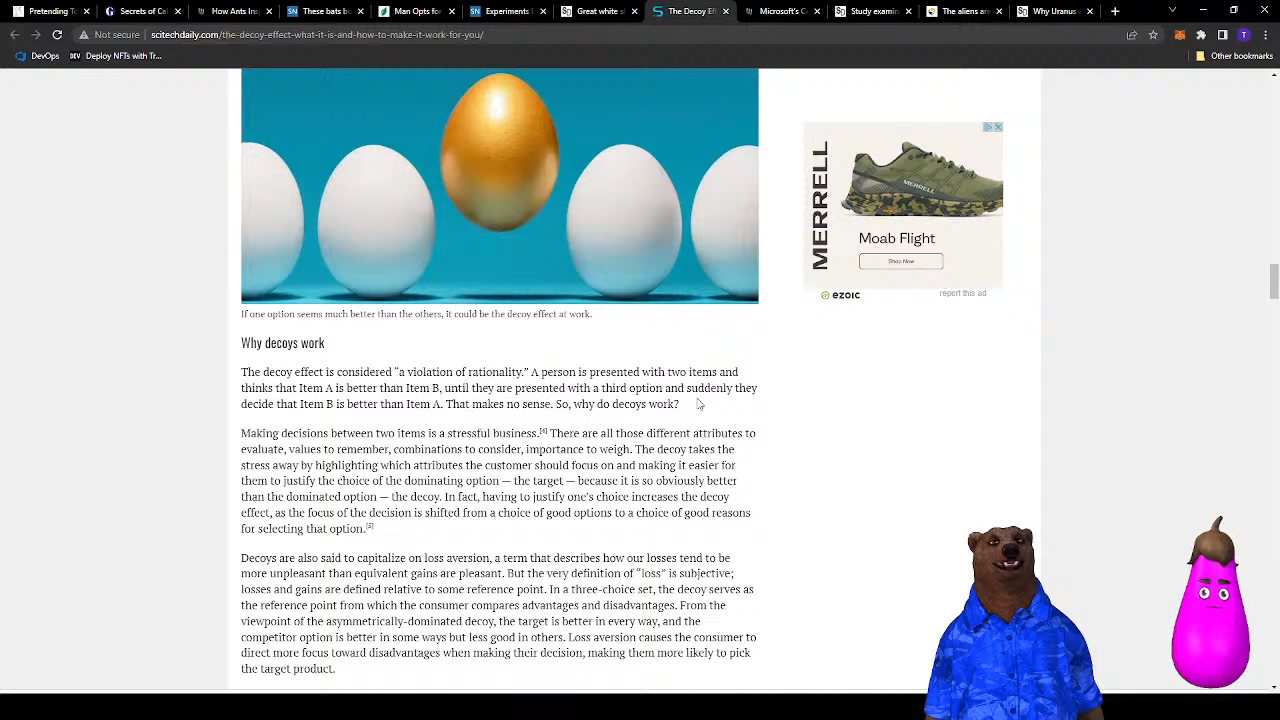 Pretending To
Secrets of Cal
How Ants Insp
These bats bu
Man Opts for
Experiments I
Great white sl
The Decoy Eff
Microsoft's Cl
Study examin
The aliens are
Why Uranus a
Not secure
scitechdaily.com/the-decoy-effect-what-it-is-and-how-to-make-it-work-for-you/
DevOps
DEV
Deploy NFTs with Tr...
Other bookmarks
MERRELL
MERRELL
Moab Flight
Shop Now
ezoic
report this ad
If one option seems much better than the others, it could be the decoy effect at work.
Why decoys work
The decoy effect is considered “a violation of rationality.” A person is presented with two items and
thinks that Item A is better than Item B, until they are presented with a third option and suddenly they
decide that Item B is better than Item A. That makes no sense. So, why do decoys work?
Making decisions between two items is a stressful business.[4] There are all those different attributes to
evaluate, values to remember, combinations to consider, importance to weigh. The decoy takes the
stress away by highlighting which attributes the customer should focus on and making it easier for
them to justify the choice of the dominating option — the target — because it is so obviously better
than the dominated option — the decoy. In fact, having to justify one's choice increases the decoy
effect, as the focus of the decision is shifted from a choice of good options to a choice of good reasons
for selecting that option.[5]
Decoys are also said to capitalize on loss aversion, a term that describes how our losses tend to be
more unpleasant than equivalent gains are pleasant. But the very definition of “loss” is subjective;
losses and gains are defined relative to some reference point. In a three-choice set, the decoy serves as
the reference point from which the consumer compares advantages and disadvantages. From the
viewpoint of the asymmetrically-dominated decoy, the target is better in every way, and the
competitor option is better in some ways but less good in others. Loss aversion causes the consumer to
direct more focus toward disadvantages when making their decision, making them more likely to pick
the target product.